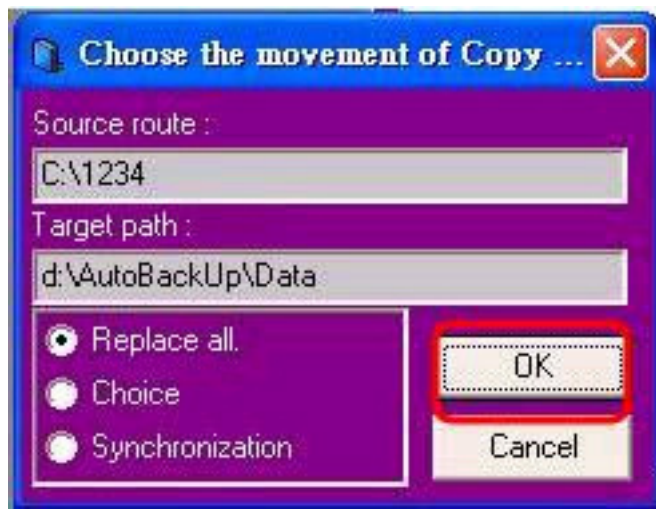 Choose the movement of Copy ...
Source route :
C:\1234
Target path :
d:\AutoBackUp\Data
Replace all.
OK
Choice
Synchronization
Cancel